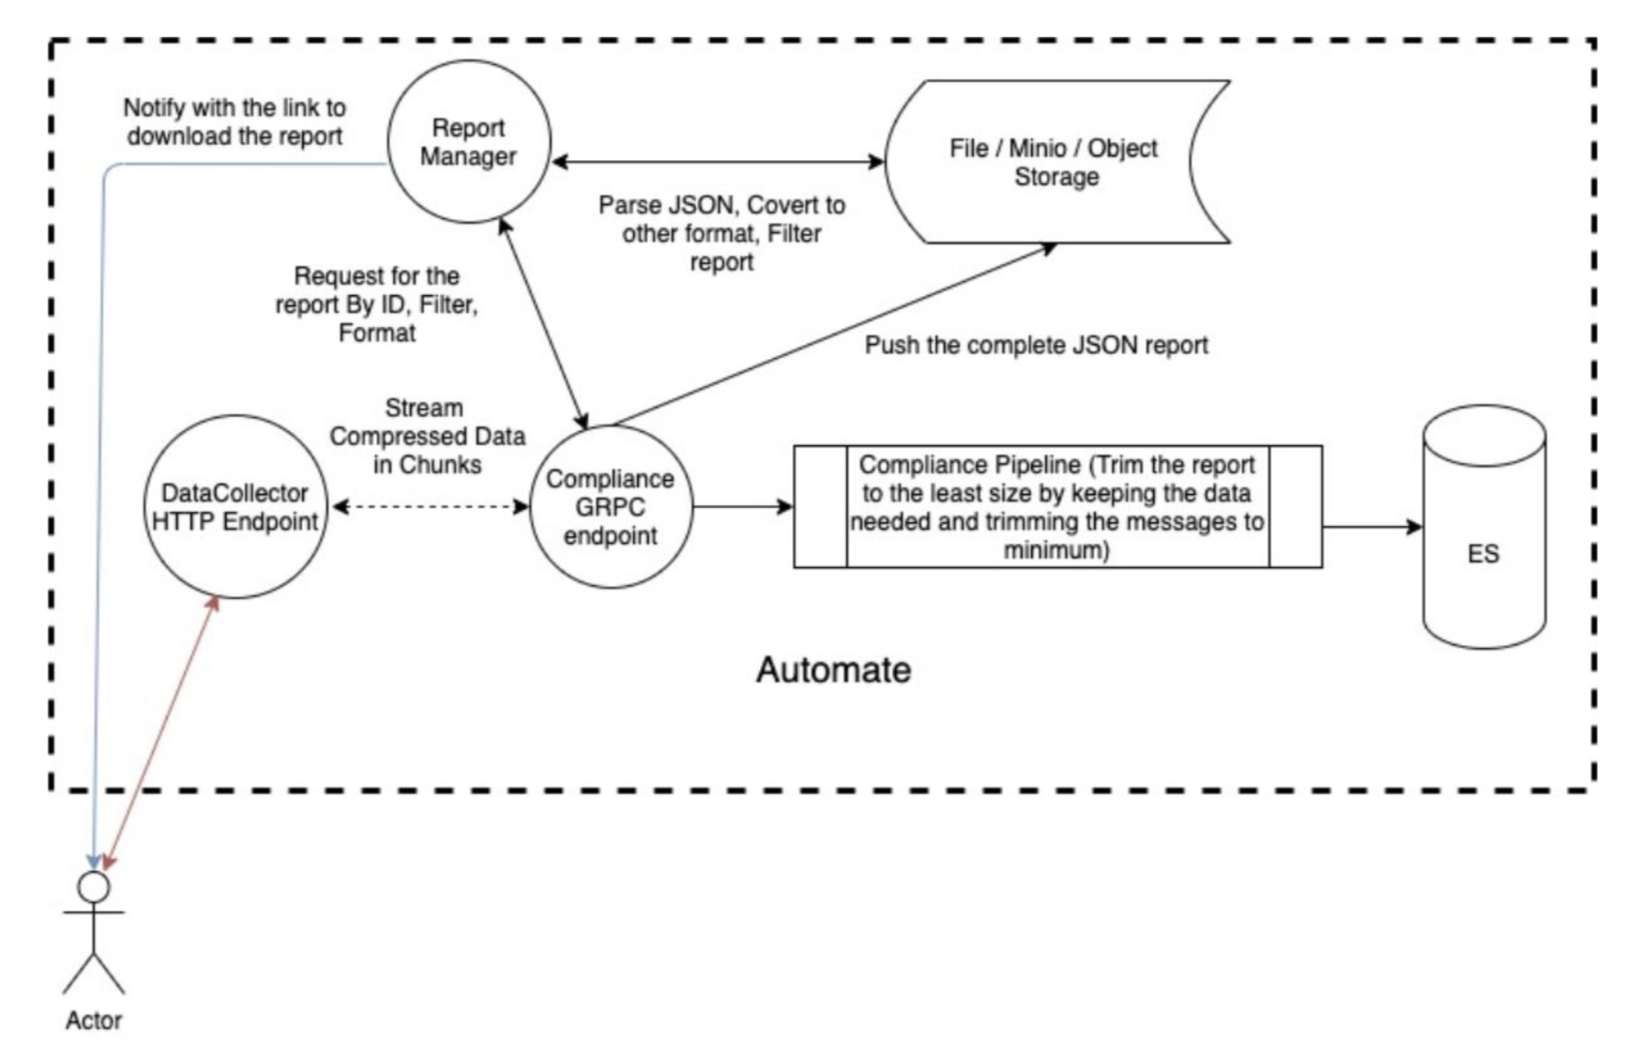 Notify with the link to
download the report
Report
Manager
File / Minio / Object
Storage
Parse JSON, Covert to
other format, Filter
report
Request for the
report By ID, Filter,
Format
Push the complete JSON report
Stream
Compressed Data
in Chunks
DataCollector
HTTP Endpoint
Compliance
GRPC
endpoint
Compliance Pipeline (Trim the report
to the least size by keeping the data
needed and trimming the messages to
minimum)
ES
Automate
Actor